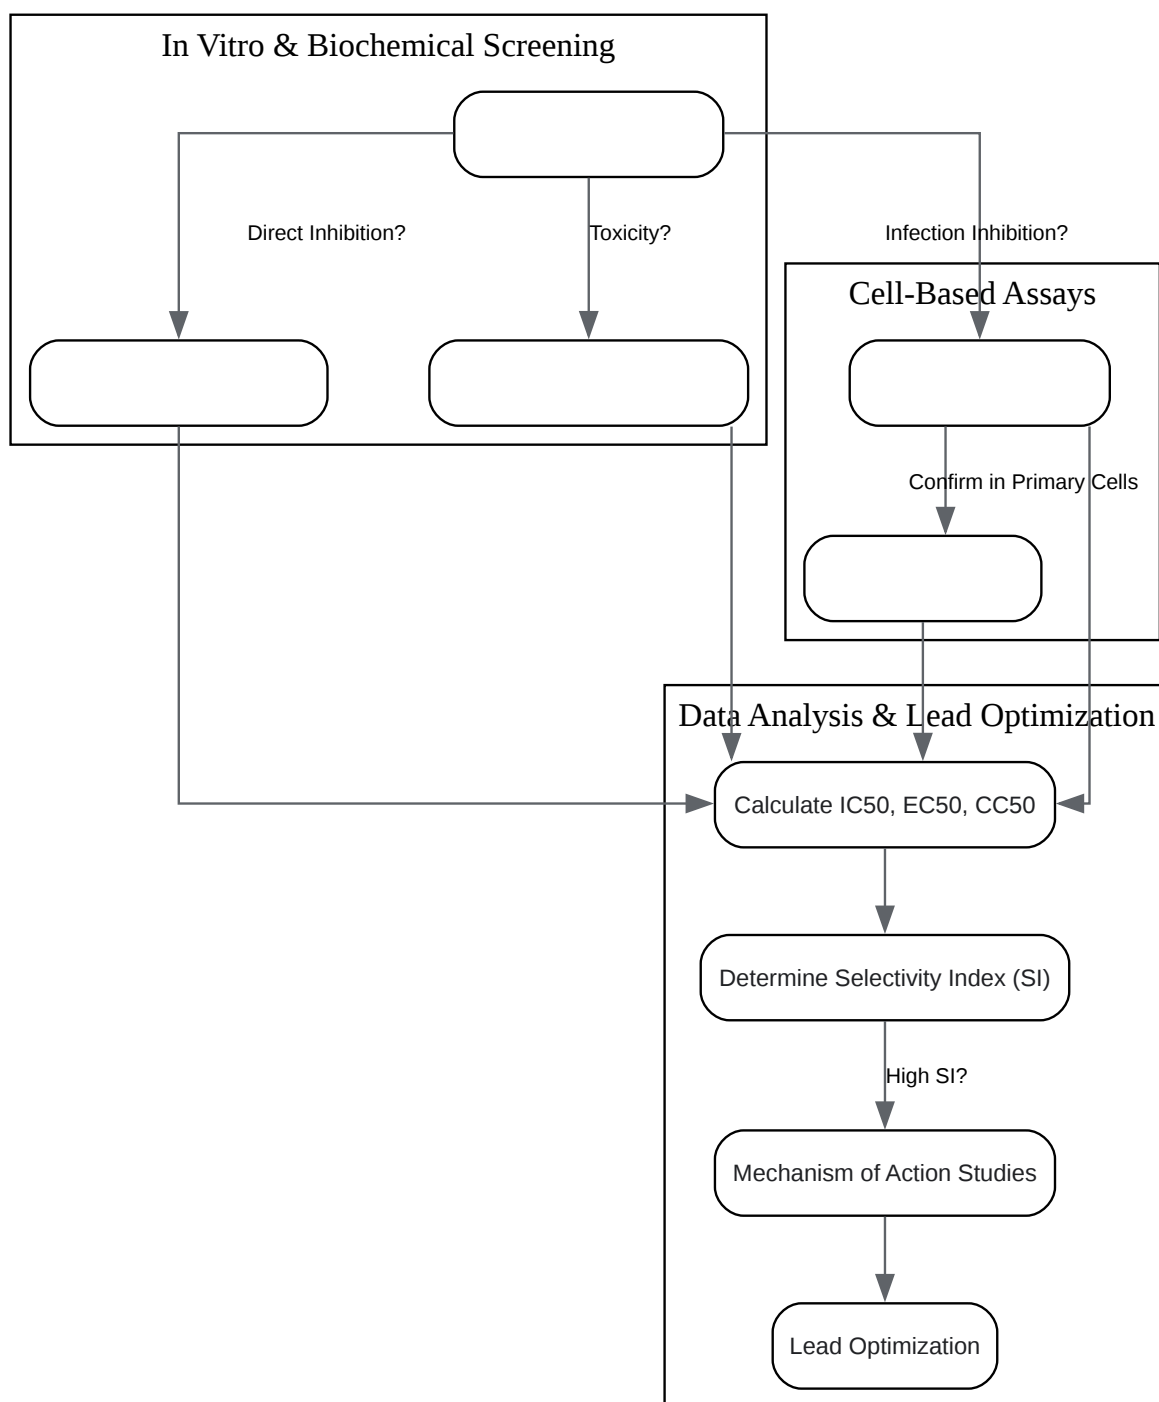 In Vitro & Biochemical Screening
Direct Inhibition?
Toxicity?
Infection Inhibition?
Cell-Based Assays
Confirm in Primary Cells
Data Analysis & Lead Optimization
Calculate IC50, EC50, CC50
Determine Selectivity Index (SI)
High SI?
Mechanism of Action Studies
Lead Optimization